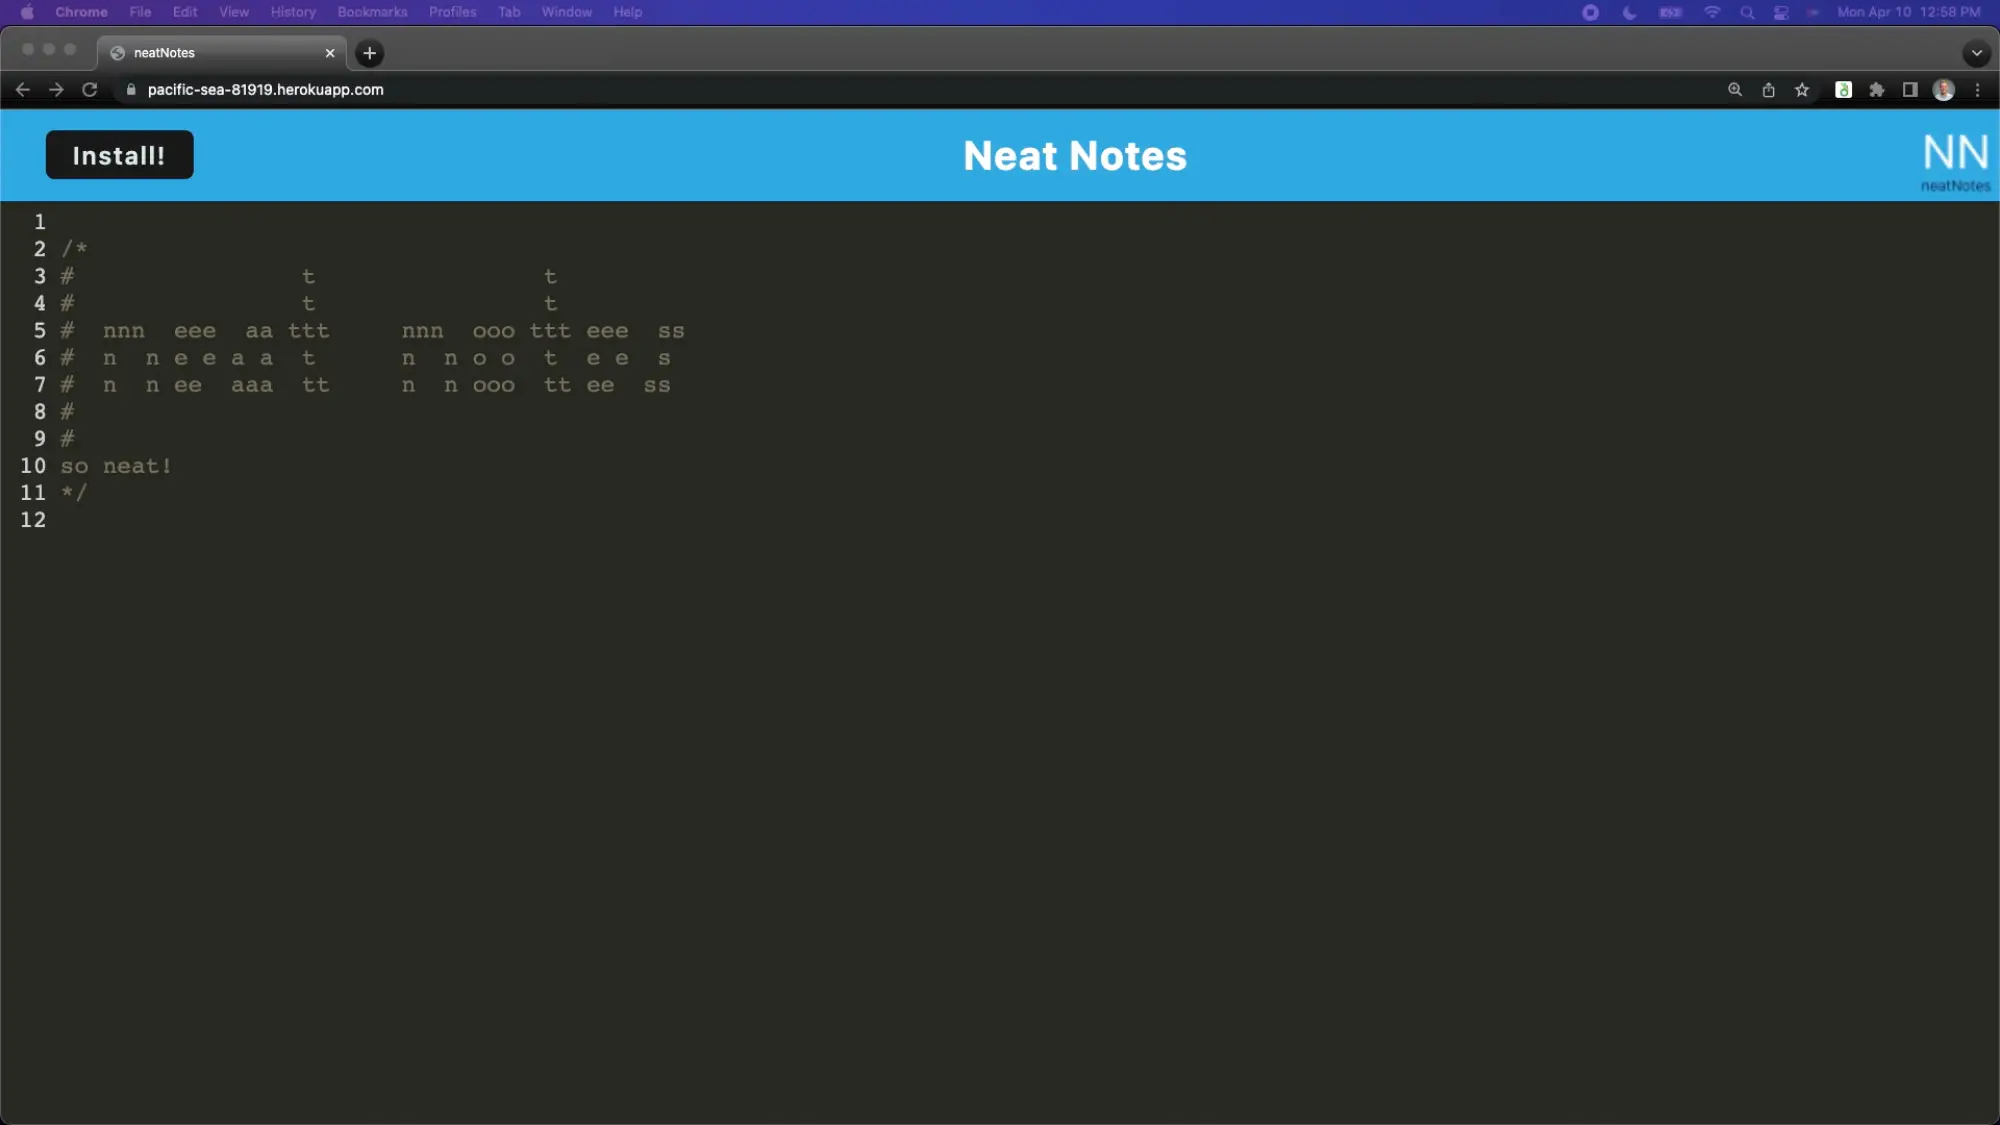 Chrome File Edit View History Bookmarks Profiles Tab Window Help Mon Apr 10 12:58 PM
neatNotes
pacific-sea-81919.herokuapp.com
Install! Neat Notes NN
neatNotes
1
2 /*
3 #                t                t
4 #                t                t
5 #  nnn  eee  aa ttt     nnn  ooo ttt eee  ss
6 #  n  n e e a a  t      n  n o o  t  e e  s
7 #  n  n ee  aaa  tt     n  n ooo  tt ee  ss
8 #
9 #
10 so neat!
11 */
12